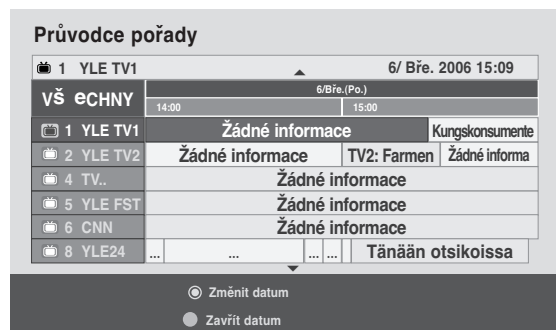 Průvodce pořady
1 YLE TV1 6/ Bře. 2006 15:09
VŠ eCHNY 6/Bře.(Po.)
14:00 15:00
1 YLE TV1 Žádné informace Kungskonsumente
2 YLE TV2 Žádné informace TV2: Farmen Žádné informa
4 TV.. Žádné informace
5 YLE FST Žádné informace
6 CNN Žádné informace
8 YLE24 ... ... ... ... Tänään otsikoissa
Změnit datum
Zavřít datum